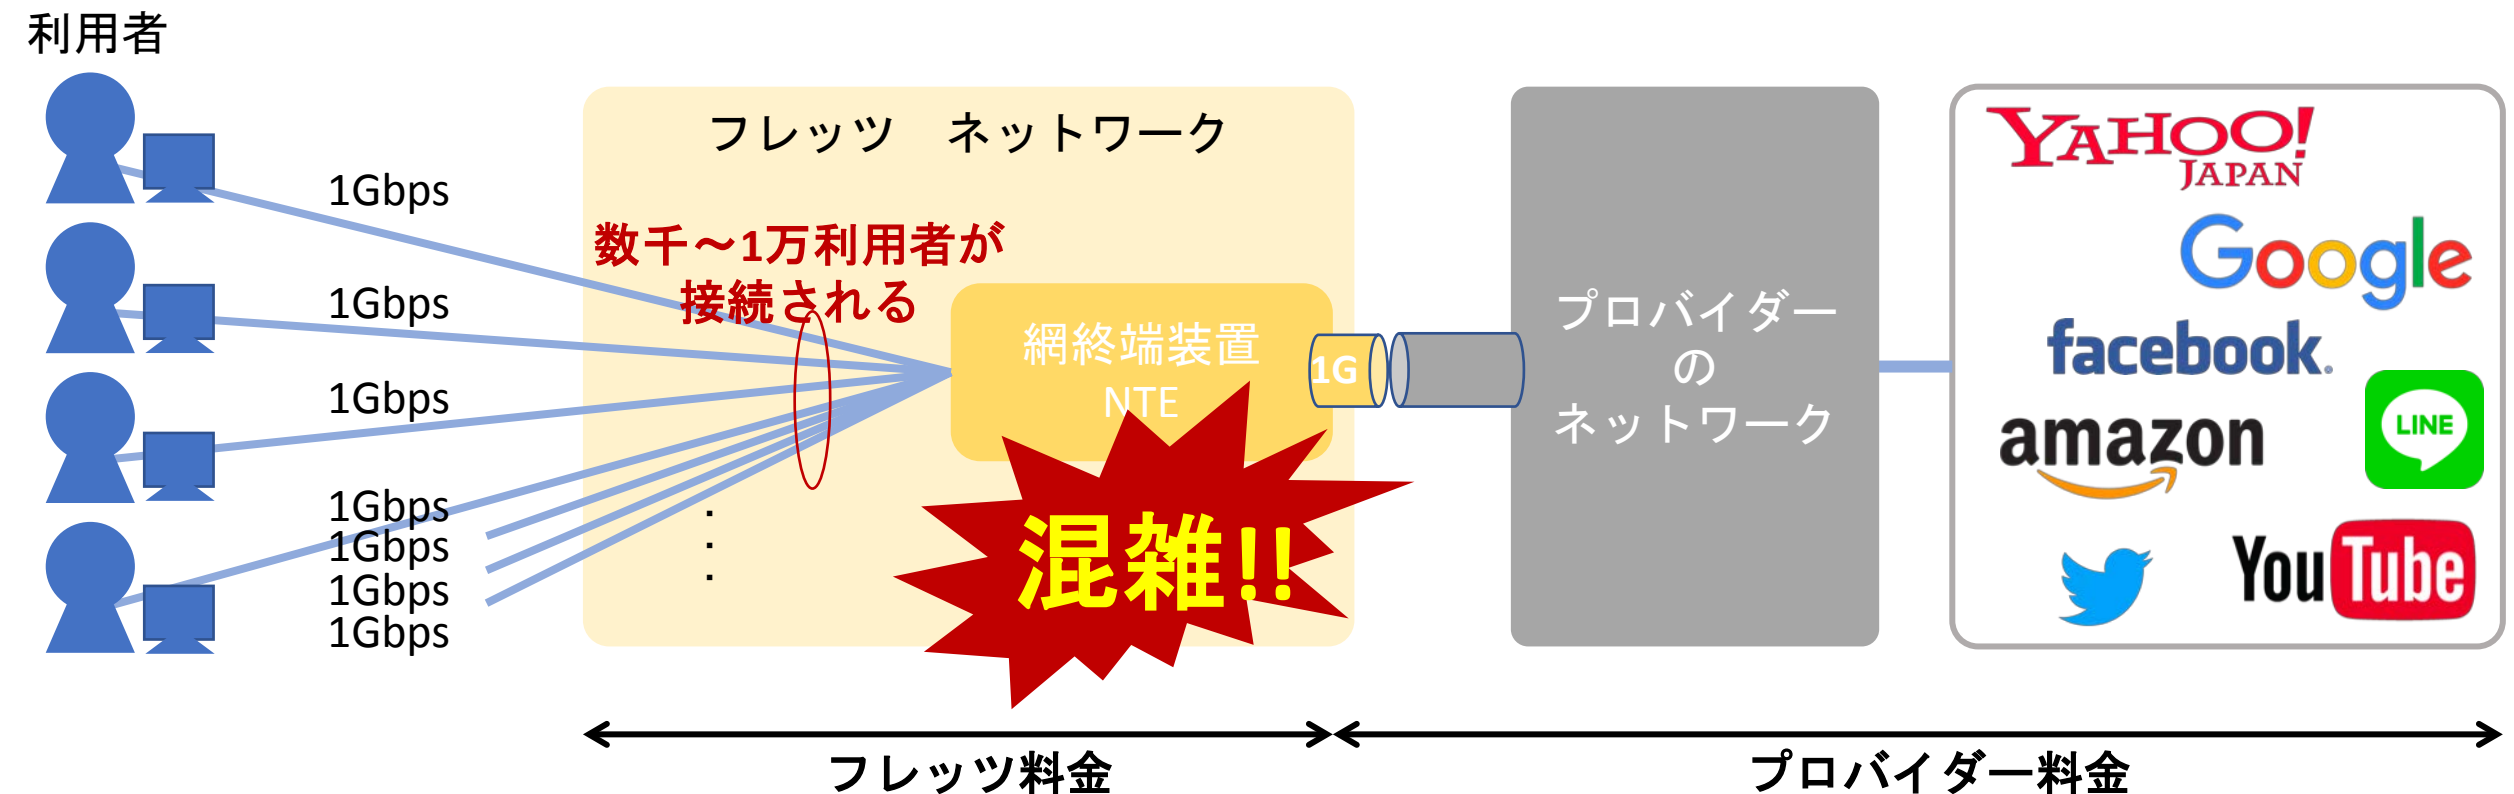 利用者
1Gbps
1Gbps
1Gbps
1Gbps
1Gbps
1Gbps
1Gbps
フレッツ　ネットワーク
数千～1万利用者が
接続される
網終端装置
NTE
1G
:
:
:
混雑!!
プロバイダー
の
ネットワーク
YAHOO!
JAPAN
Google
facebook.
amazon
LINE
YouTube
フレッツ料金
プロバイダー料金